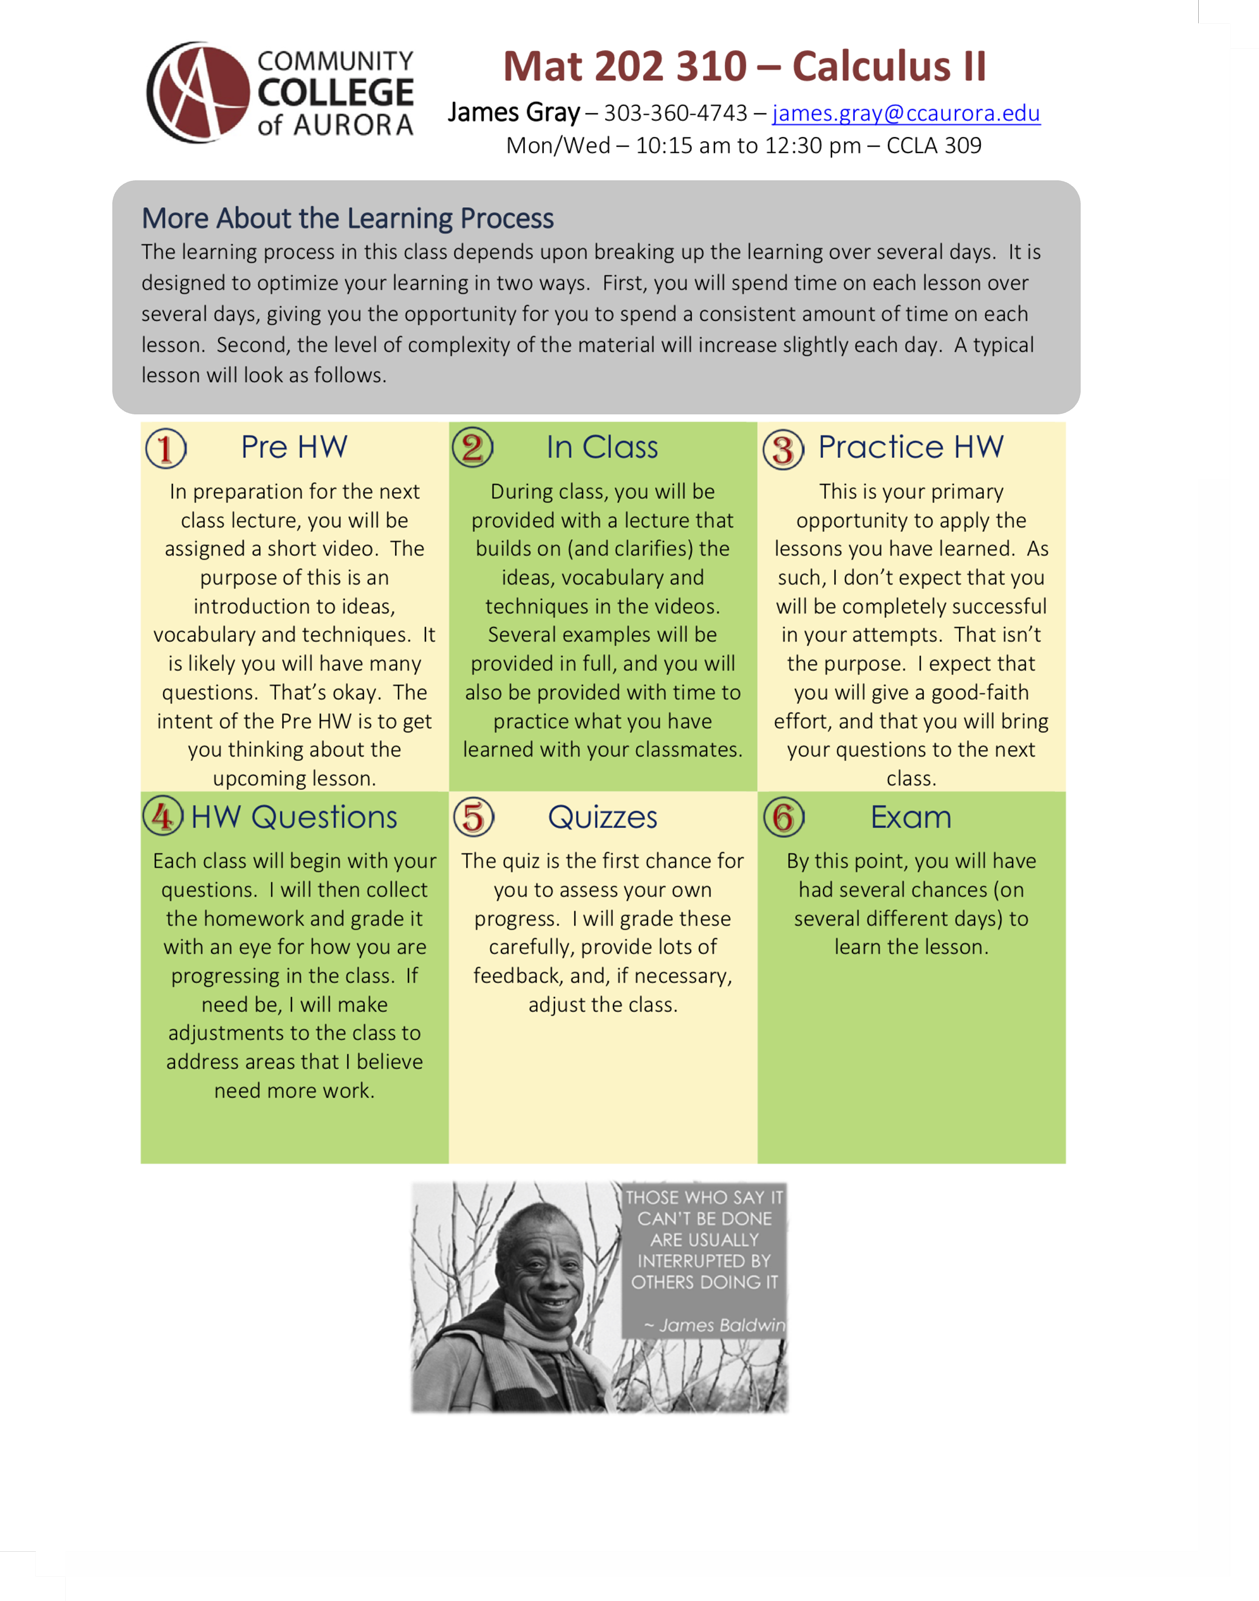 COMMUNITY
COLLEGE
of AURORA
Mat 202 310 – Calculus II
James Gray – 303-360-4743 – james.gray@ccaurora.edu
Mon/Wed – 10:15 am to 12:30 pm – CCLA 309
More About the Learning Process
The learning process in this class depends upon breaking up the learning over several days.  It is
designed to optimize your learning in two ways.  First, you will spend time on each lesson over
several days, giving you the opportunity for you to spend a consistent amount of time on each
lesson.  Second, the level of complexity of the material will increase slightly each day.  A typical
lesson will look as follows.
1 Pre HW
In preparation for the next
class lecture, you will be
assigned a short video.  The
purpose of this is an
introduction to ideas,
vocabulary and techniques.  It
is likely you will have many
questions.  That's okay.  The
intent of the Pre HW is to get
you thinking about the
upcoming lesson.
2 In Class
During class, you will be
provided with a lecture that
builds on (and clarifies) the
ideas, vocabulary and
techniques in the videos.
Several examples will be
provided in full, and you will
also be provided with time to
practice what you have
learned with your classmates.
3 Practice HW
This is your primary
opportunity to apply the
lessons you have learned.  As
such, I don't expect that you
will be completely successful
in your attempts.  That isn't
the purpose.  I expect that
you will give a good-faith
effort, and that you will bring
your questions to the next
class.
4 HW Questions
Each class will begin with your
questions.  I will then collect
the homework and grade it
with an eye for how you are
progressing in the class.  If
need be, I will make
adjustments to the class to
address areas that I believe
need more work.
5 Quizzes
The quiz is the first chance for
you to assess your own
progress.  I will grade these
carefully, provide lots of
feedback, and, if necessary,
adjust the class.
6 Exam
By this point, you will have
had several chances (on
several different days) to
learn the lesson.
THOSE WHO SAY IT
CAN'T BE DONE
ARE USUALLY
INTERRUPTED BY
OTHERS DOING IT
~ James Baldwin